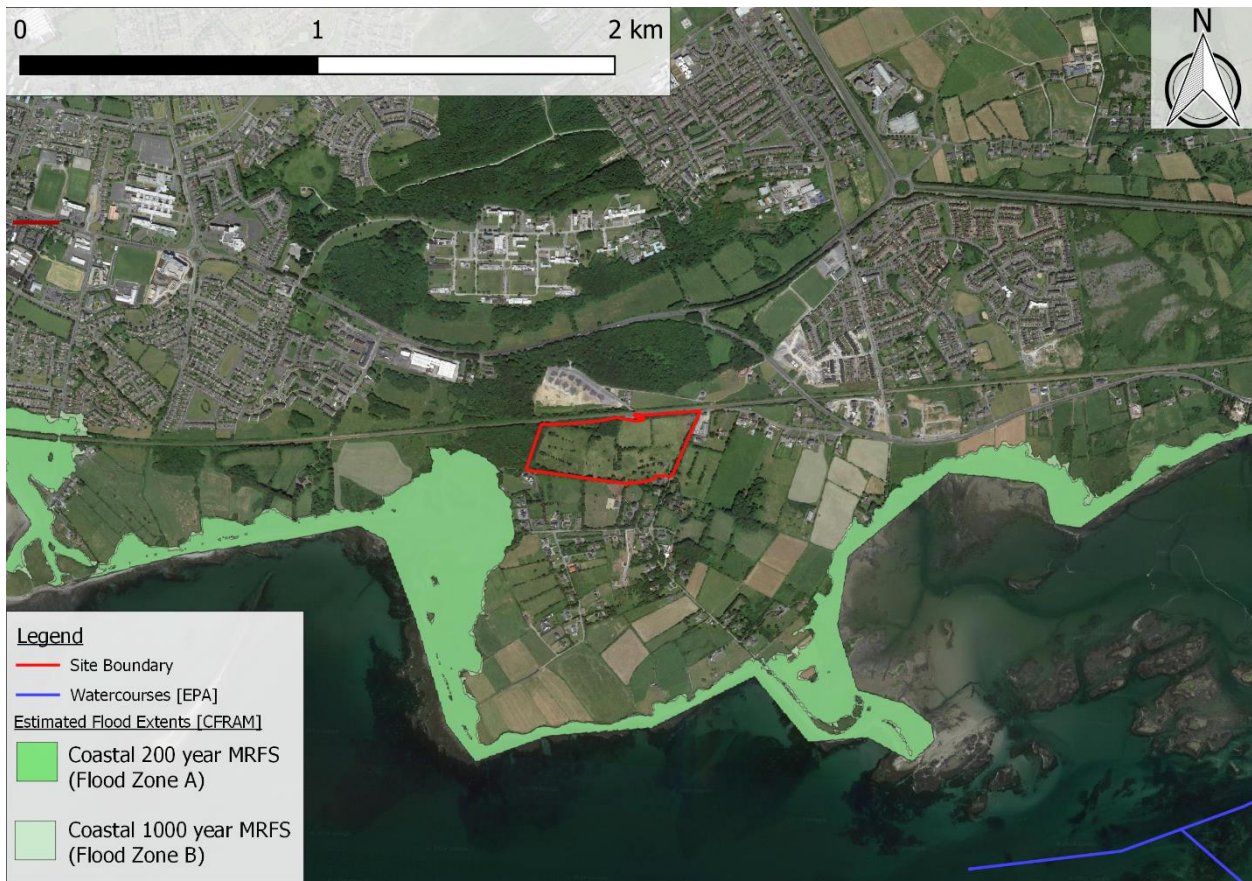 0 1 2 km
N
Legend
Site Boundary
Watercourses [EPA]
Estimated Flood Extents [CFRAM]
Coastal 200 year MRFS
(Flood Zone A)
Coastal 1000 year MRFS
(Flood Zone B)